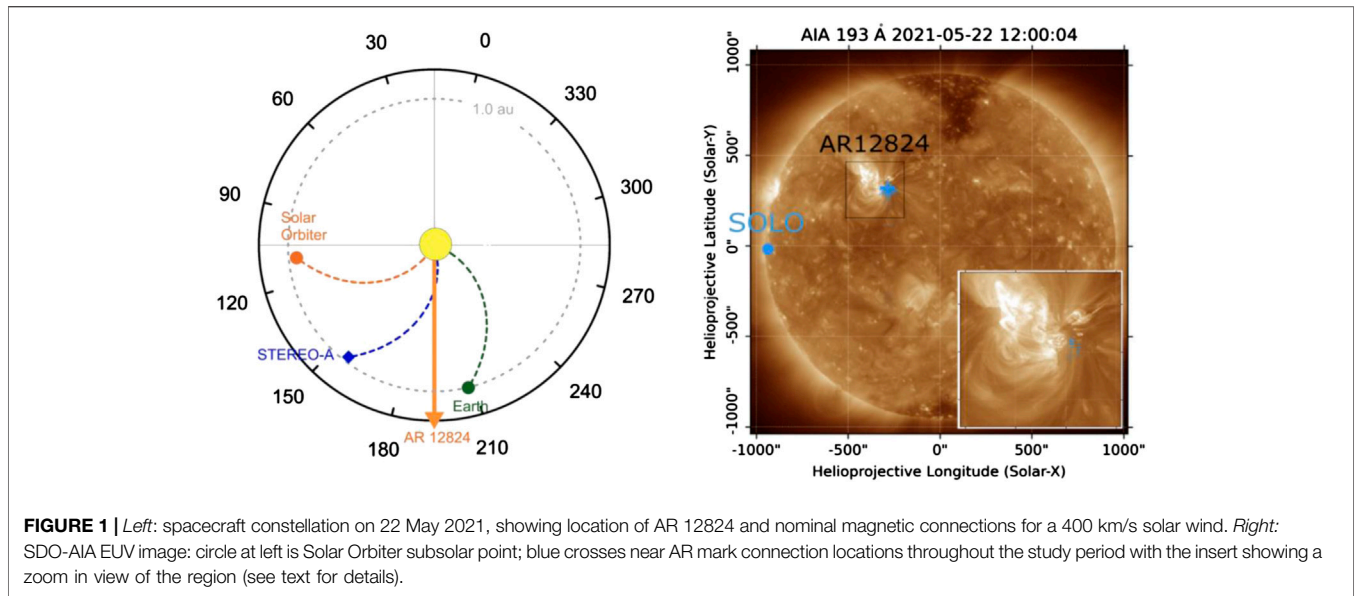 0
30
330
60
1.0 au
90
300
Solar
Orbiter
120
270
STEREO-A
150
240
Earth
AR 12824
180
210
AIA 193 Å 2021-05-22 12:00:04
Helioprojective Latitude (Solar-Y)
1000"
500"
0"
-500"
-1000"
AR12824
SOLO
-1000"
-500"
0"
500"
1000"
Helioprojective Longitude (Solar-X)
FIGURE 1 | Left: spacecraft constellation on 22 May 2021, showing location of AR 12824 and nominal magnetic connections for a 400 km/s solar wind. Right:
SDO-AIA EUV image: circle at left is Solar Orbiter subsolar point; blue crosses near AR mark connection locations throughout the study period with the insert showing a
zoom in view of the region (see text for details).